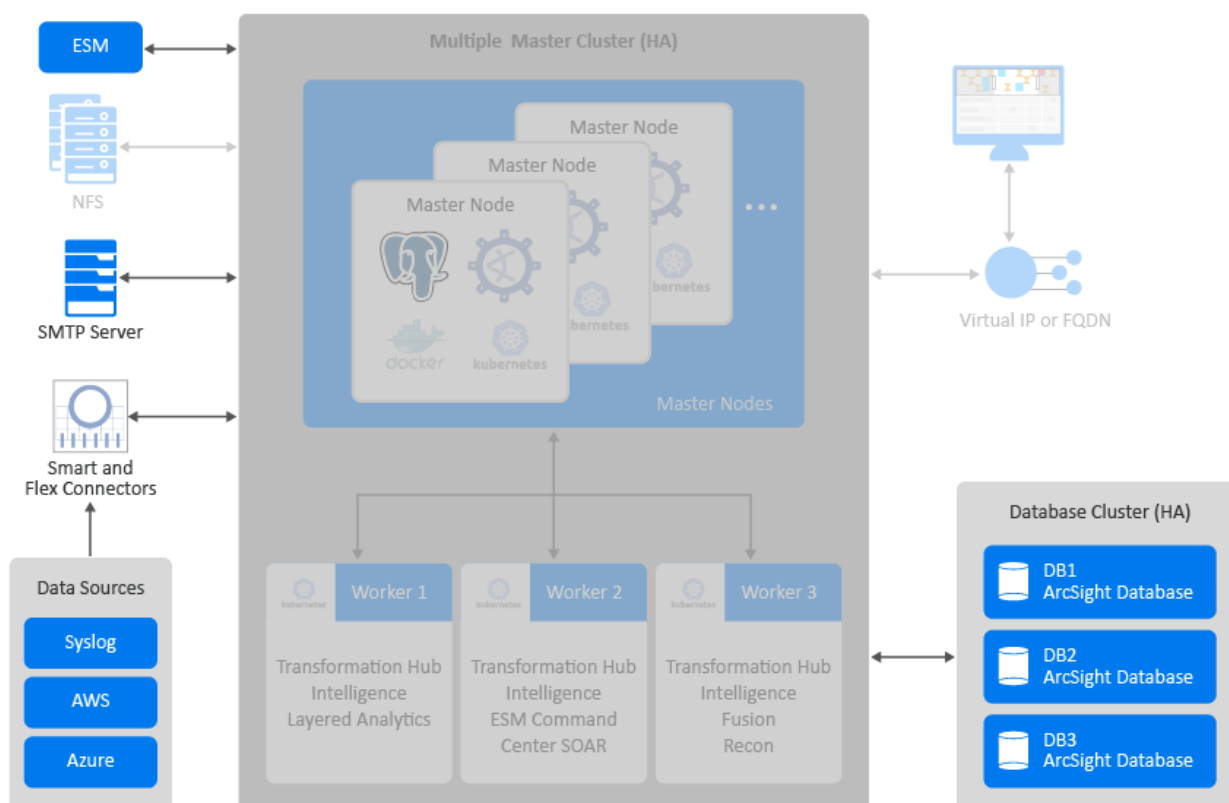 ESM
NFS
SMTP Server
Smart and
Flex Connectors
Data Sources
Syslog
AWS
Azure
Multiple Master Cluster (HA)
Master Node
Master Node
Master Node
docker
kubernetes
bernetes
bernetes
Master Nodes
kubernetes
Worker 1
Transformation Hub
Intelligence
Layered Analytics
kubernetes
Worker 2
Transformation Hub
Intelligence
ESM Command
Center SOAR
kubernetes
Worker 3
Transformation Hub
Intelligence
Fusion
Recon
Virtual IP or FQDN
Database Cluster (HA)
DB1
ArcSight Database
DB2
ArcSight Database
DB3
ArcSight Database